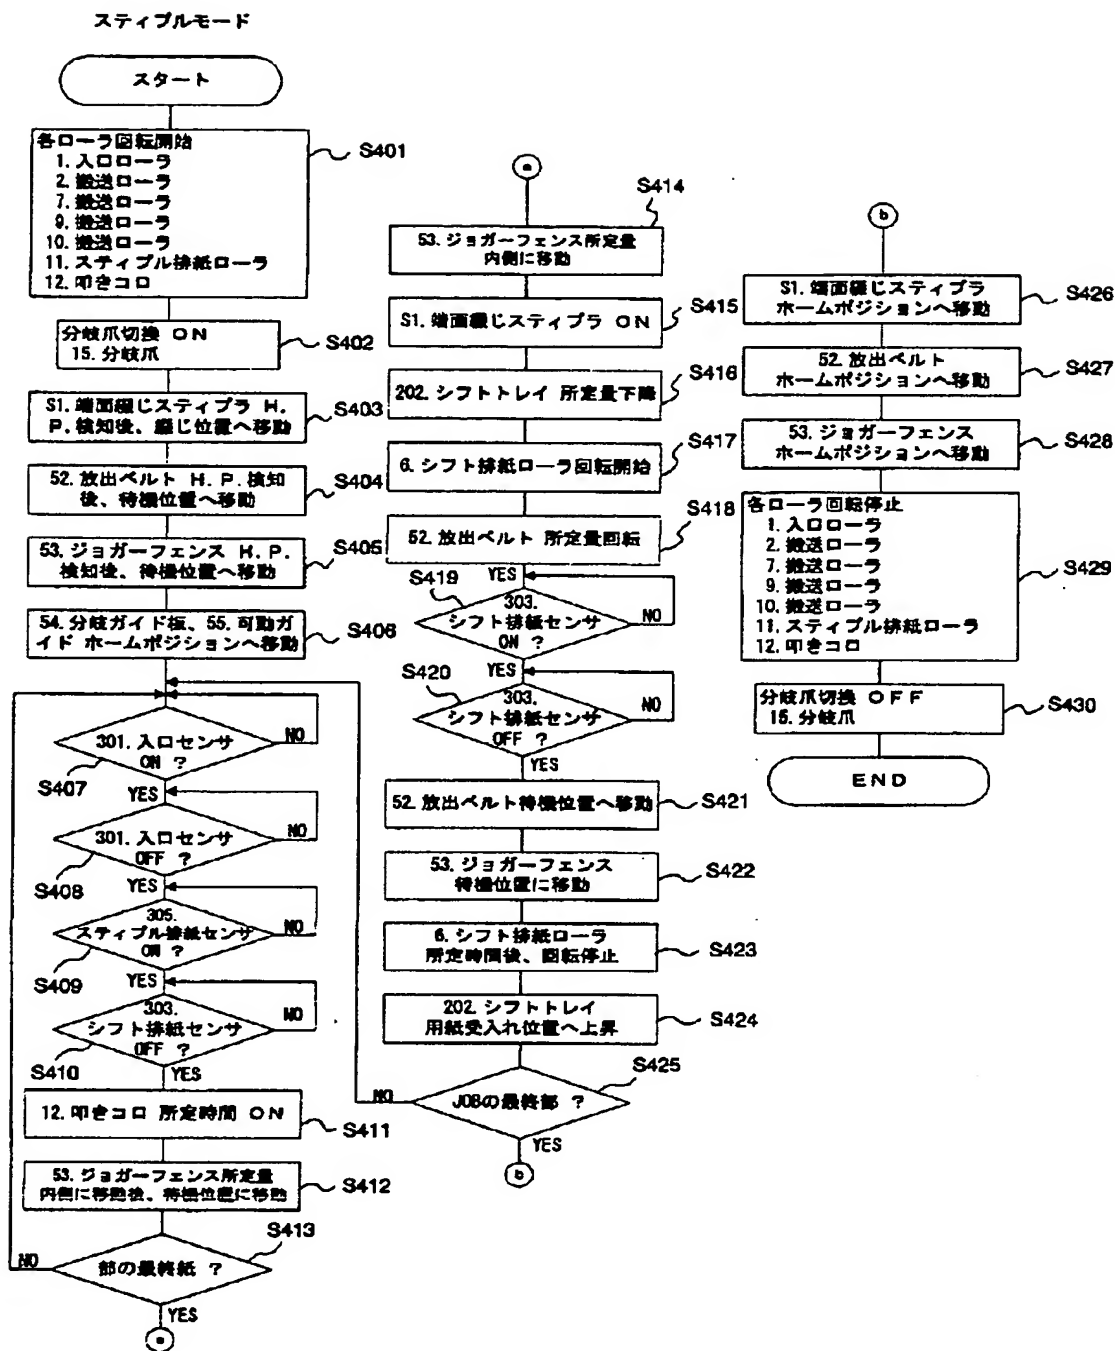 スティプルモード
スタート
各ローラ回転開始
1. 入口ローラ
2. 搬送ローラ
7. 搬送ローラ
9. 搬送ローラ
10. 搬送ローラ
11. スティプル排紙ローラ
12. 叩きコロ
S401
分岐爪切換 ON
15. 分岐爪
S402
S1. 端面綴じスティプラ H.
P. 検知後、綴じ位置へ移動
S403
52. 放出ベルト H.P. 検知
後、待機位置へ移動
S404
53. ジョガーフェンス H.P.
検知後、待機位置へ移動
S405
54. 分岐ガイド板、55. 可動ガ
イド ホームポジションへ移動
S406
301. 入口センサ
ON ?
NO
S407
YES
301. 入口センサ
OFF ?
NO
S408
YES
305.
スティプル排紙センサ
ON ?
NO
S409
YES
303.
シフト排紙センサ
OFF ?
NO
S410
YES
12. 叩きコロ 所定時間 ON
S411
53. ジョガーフェンス所定量
内側に移動後、待機位置に移動
S412
S413
NO
部の最終紙 ?
YES
a
a
S414
53. ジョガーフェンス所定量
内側に移動
S1. 端面綴じスティプラ ON
S415
202. シフトトレイ 所定量下降
S416
6. シフト排紙ローラ回転開始
S417
52. 放出ベルト 所定量回転
S418
YES
S419
303.
シフト排紙センサ
ON ?
NO
YES
S420
303.
シフト排紙センサ
OFF ?
NO
YES
52. 放出ベルト待機位置へ移動
S421
53. ジョガーフェンス
待機位置に移動
S422
6. シフト排紙ローラ
所定時間後、回転停止
S423
202. シフトトレイ
用紙受入れ位置へ上昇
S424
S425
NO
JOBの最終部 ?
YES
b
b
S1. 端面綴じスティプラ
ホームポジションへ移動
S426
52. 放出ベルト
ホームポジションへ移動
S427
53. ジョガーフェンス
ホームポジションへ移動
S428
各ローラ回転停止
1. 入口ローラ
2. 搬送ローラ
7. 搬送ローラ
9. 搬送ローラ
10. 搬送ローラ
11. スティプル排紙ローラ
12. 叩きコロ
S429
分岐爪切換 OFF
15. 分岐爪
S430
END